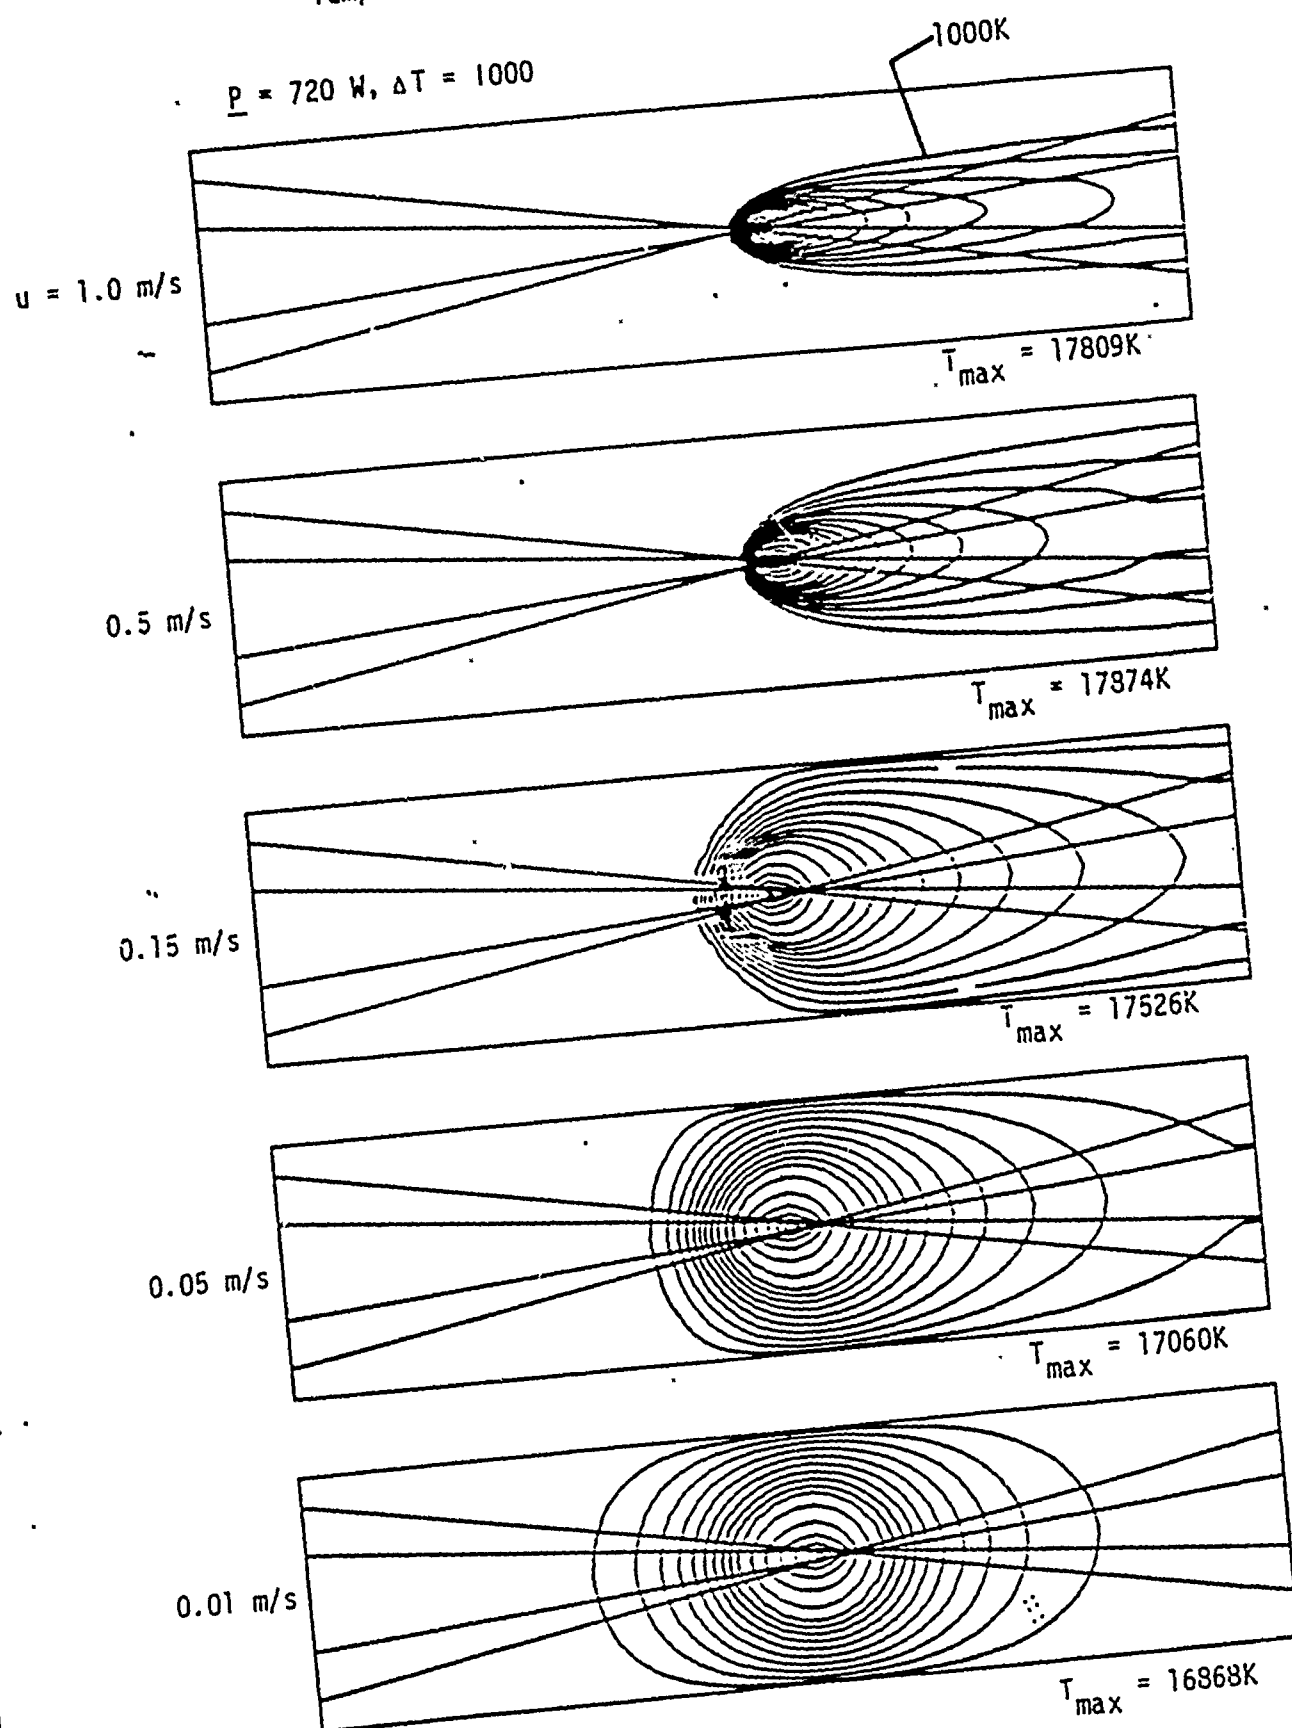 1000K
P = 720 W, ΔT = 1000
u = 1.0 m/s
T_max = 17809K
0.5 m/s
T_max = 17874K
0.15 m/s
T_max = 17526K
0.05 m/s
T_max = 17060K
0.01 m/s
T_max = 16868K